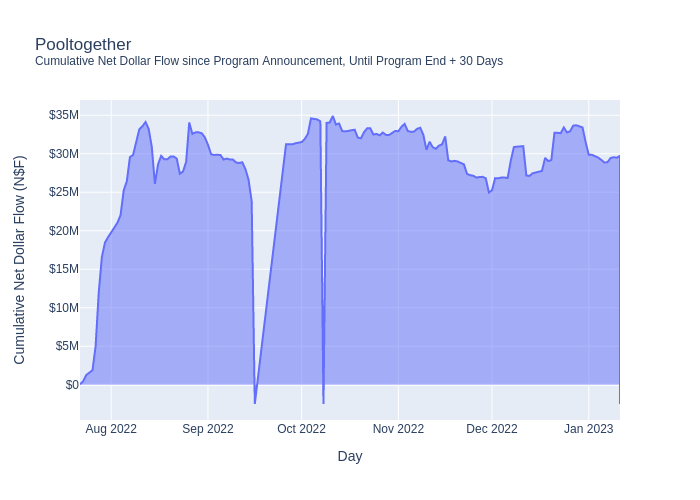 Pooltogether
Cumulative Net Dollar Flow since Program Announcement, Until Program End + 30 Days
Cumulative Net Dollar Flow (N$F)
$35M
$30M
$25M
$20M
$15M
$10M
$5M
$0
Aug 2022
Sep 2022
Oct 2022
Nov 2022
Dec 2022
Jan 2023
Day